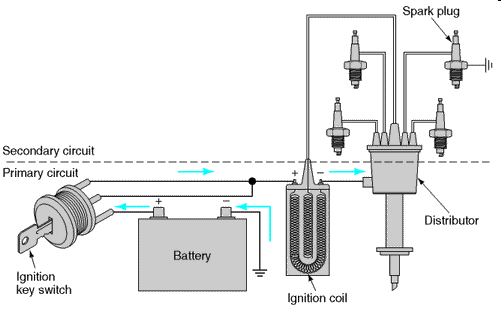 Spark plug
Secondary circuit
Primary circuit
+ −
+ −
Battery
Distributor
Ignition
key switch
Ignition coil